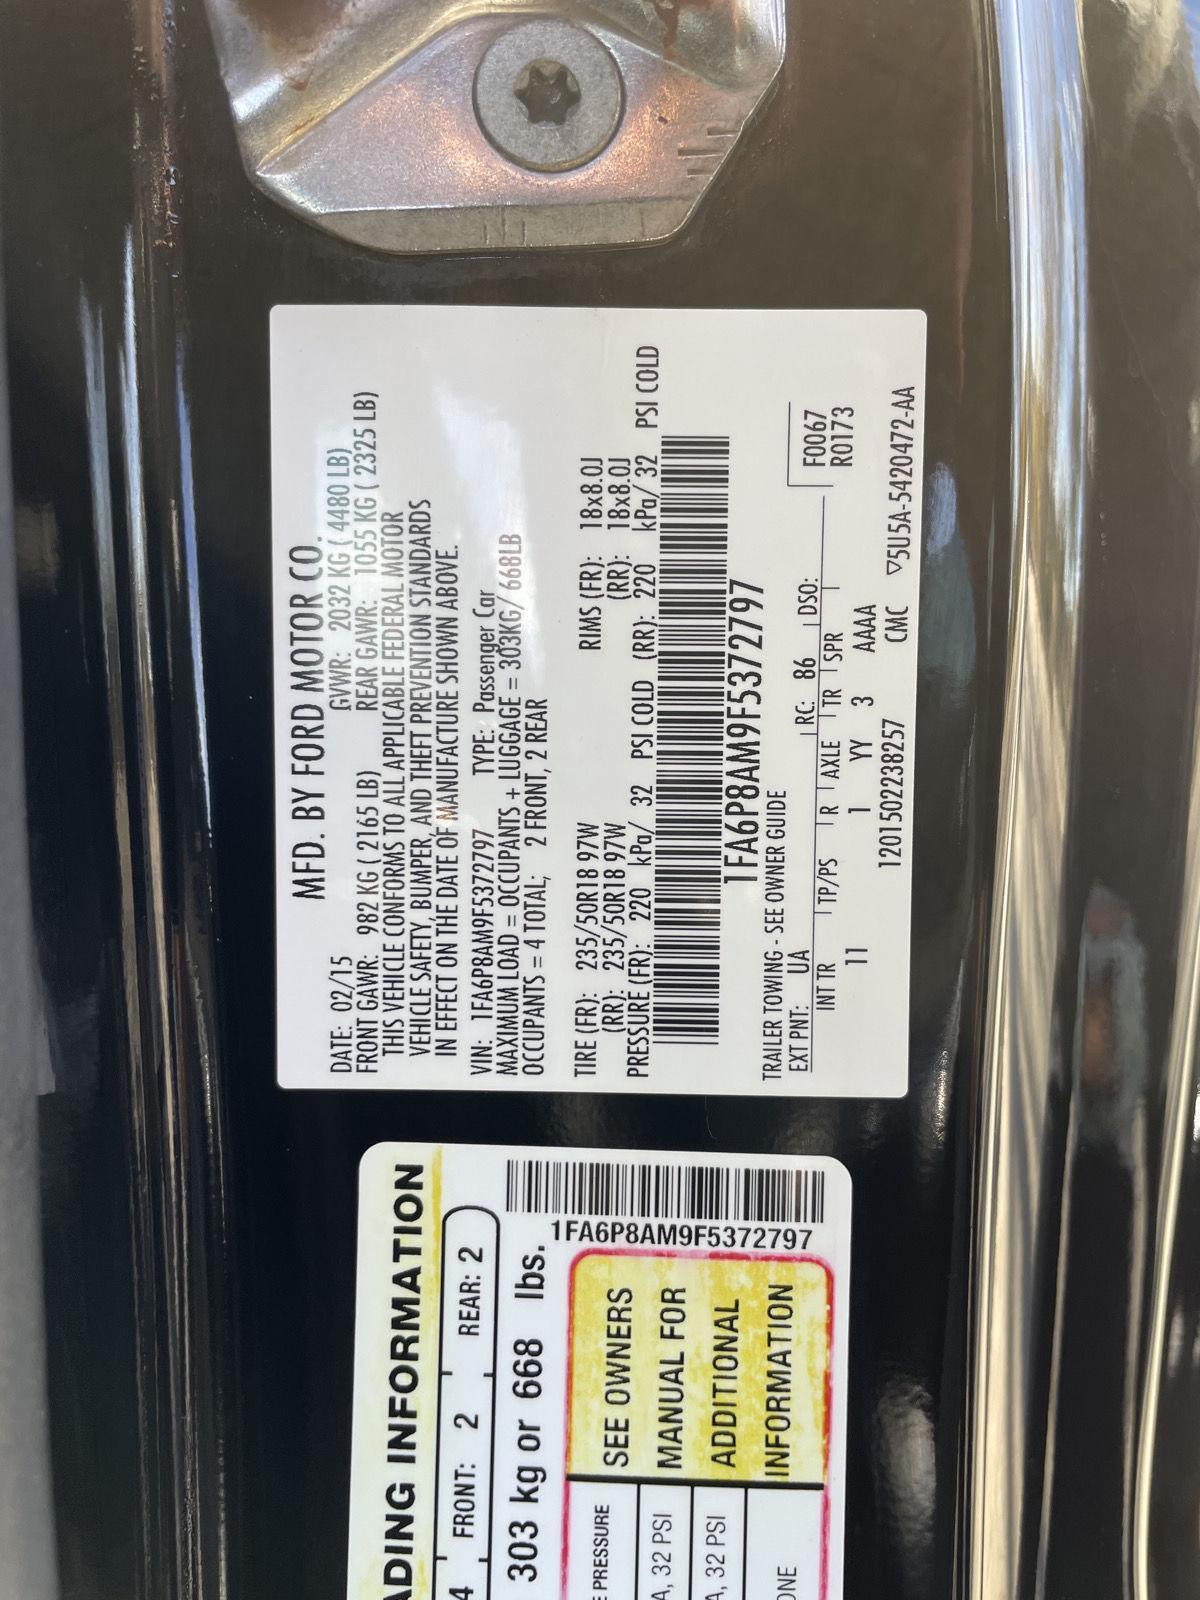 MFD. BY FORD MOTOR CO.
DATE: 02/15 GVWR: 2032 KG ( 4480 LB)
FRONT GAWR: 982 KG ( 2165 LB) REAR GAWR: 1055 KG ( 2325 LB)
THIS VEHICLE CONFORMS TO ALL APPLICABLE FEDERAL MOTOR
VEHICLE SAFETY, BUMPER, AND THEFT PREVENTION STANDARDS
IN EFFECT ON THE DATE OF MANUFACTURE SHOWN ABOVE.
VIN: 1FA6P8AM9F5372797 TYPE: Passenger Car
MAXIMUM LOAD = OCCUPANTS + LUGGAGE = 303KG/ 668LB
OCCUPANTS = 4 TOTAL; 2 FRONT, 2 REAR
TIRE (FR): 235/50R18 97W RIMS (FR): 18x8.0J
(RR): 235/50R18 97W (RR): 18x8.0J
PRESSURE (FR): 220 kPa/ 32 PSI COLD (RR): 220 kPa/ 32 PSI COLD
1FA6P8AM9F5372797
TRAILER TOWING - SEE OWNER GUIDE
EXT PNT: UA RC: 86 DSO: F0067
R0173
INT TR TP/PS R AXLE TR SPR
11 1 YY 3 AAAA
1201502238257 CMC ▽5U5A-5420472-AA
ADING INFORMATION
4 FRONT: 2 REAR: 2
303 kg or 668 lbs.
1FA6P8AM9F5372797
E PRESSURE
A, 32 PSI
A, 32 PSI
ONE
SEE OWNERS
MANUAL FOR
ADDITIONAL
INFORMATION